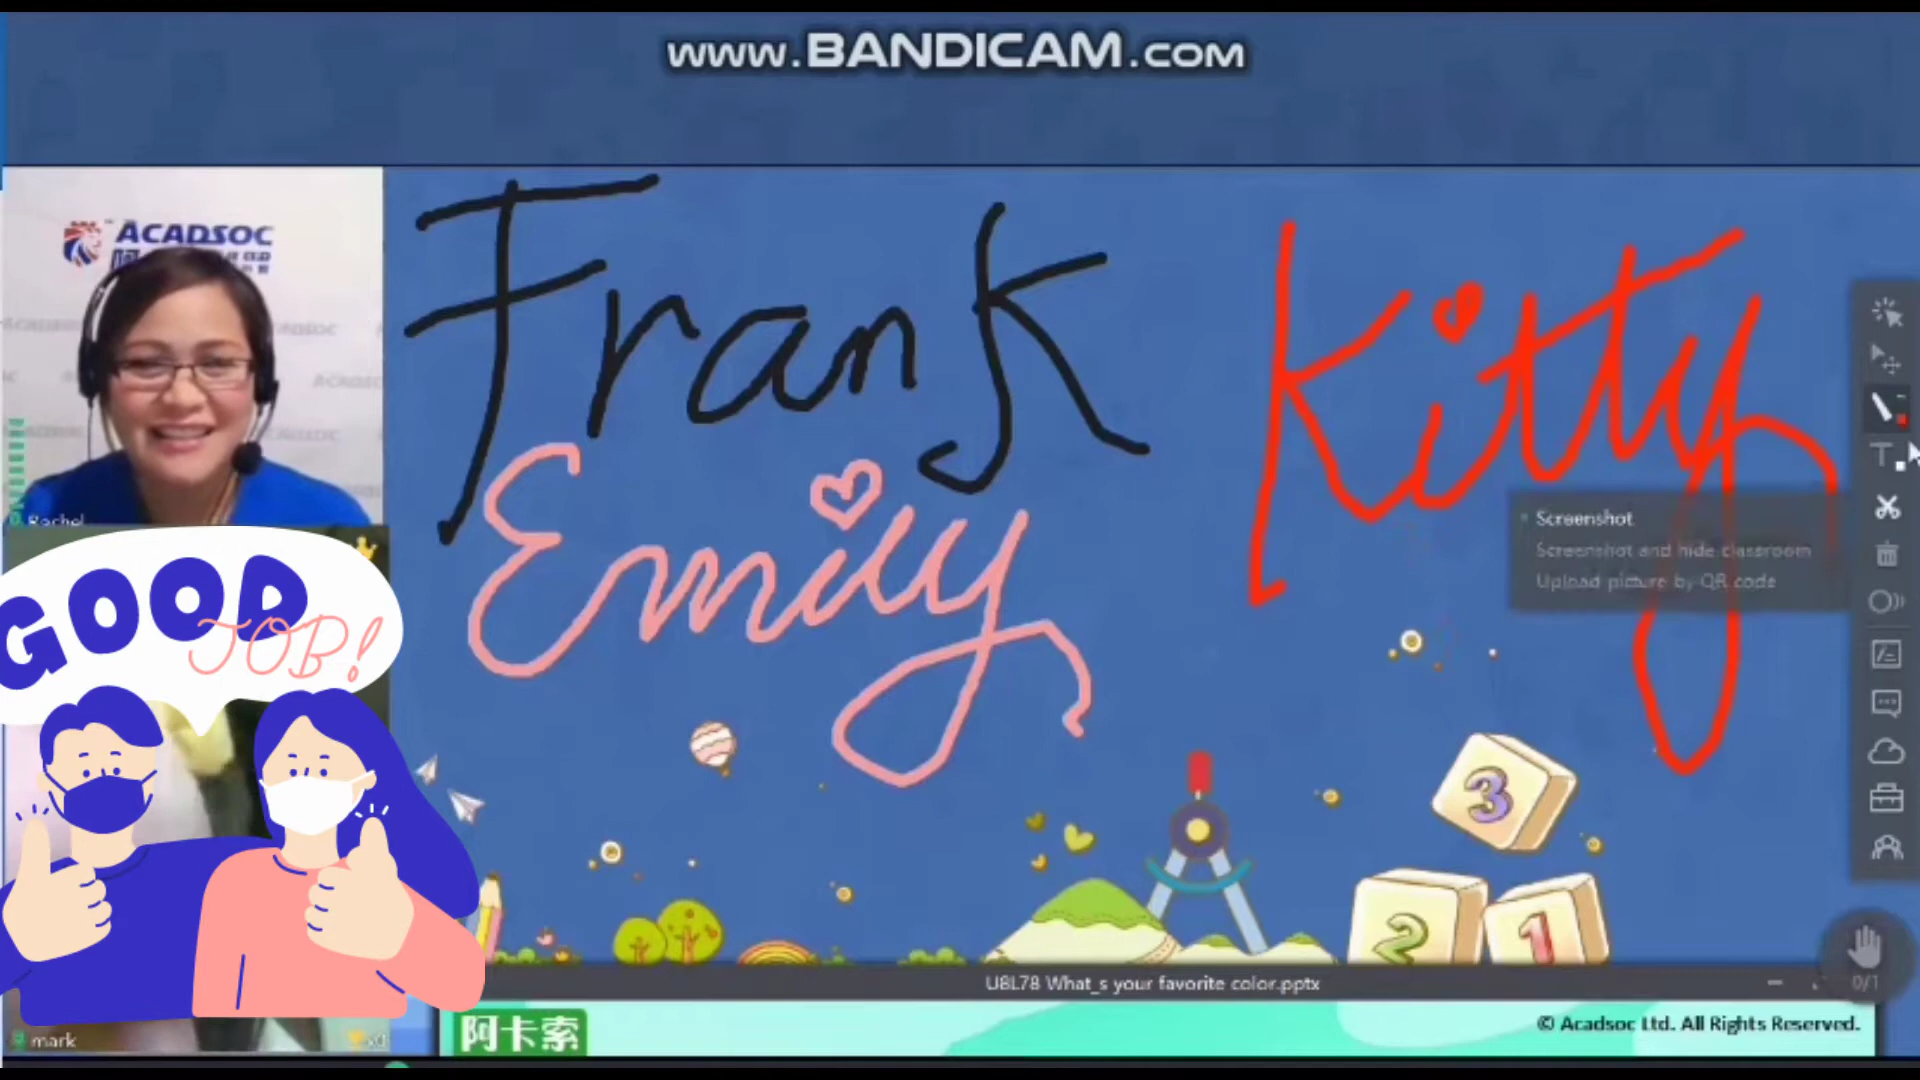 www.BANDICAM.com
ACADSOC
Rachel
Frank
Kitty
Emily
Screenshot
Screenshot and hide classroom
Upload picture by QR code
GOOD
JOB!
3
2
1
U8L78 What_s your favorite color.pptx
0/1
mark
阿卡索
© Acadsoc Ltd. All Rights Reserved.